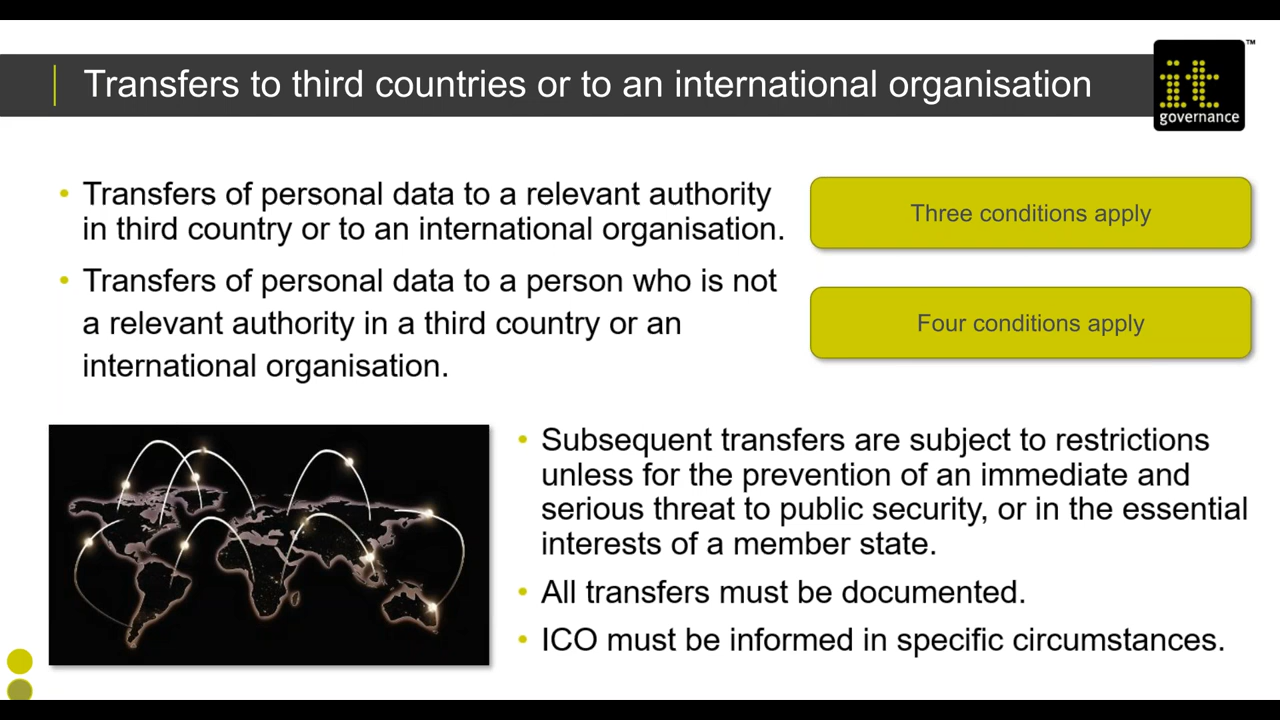 Transfers to third countries or to an international organisation
it
governance
™
• Transfers of personal data to a relevant authority
in third country or to an international organisation.
Three conditions apply
• Transfers of personal data to a person who is not
a relevant authority in a third country or an
international organisation.
Four conditions apply
• Subsequent transfers are subject to restrictions
unless for the prevention of an immediate and
serious threat to public security, or in the essential
interests of a member state.
• All transfers must be documented.
• ICO must be informed in specific circumstances.